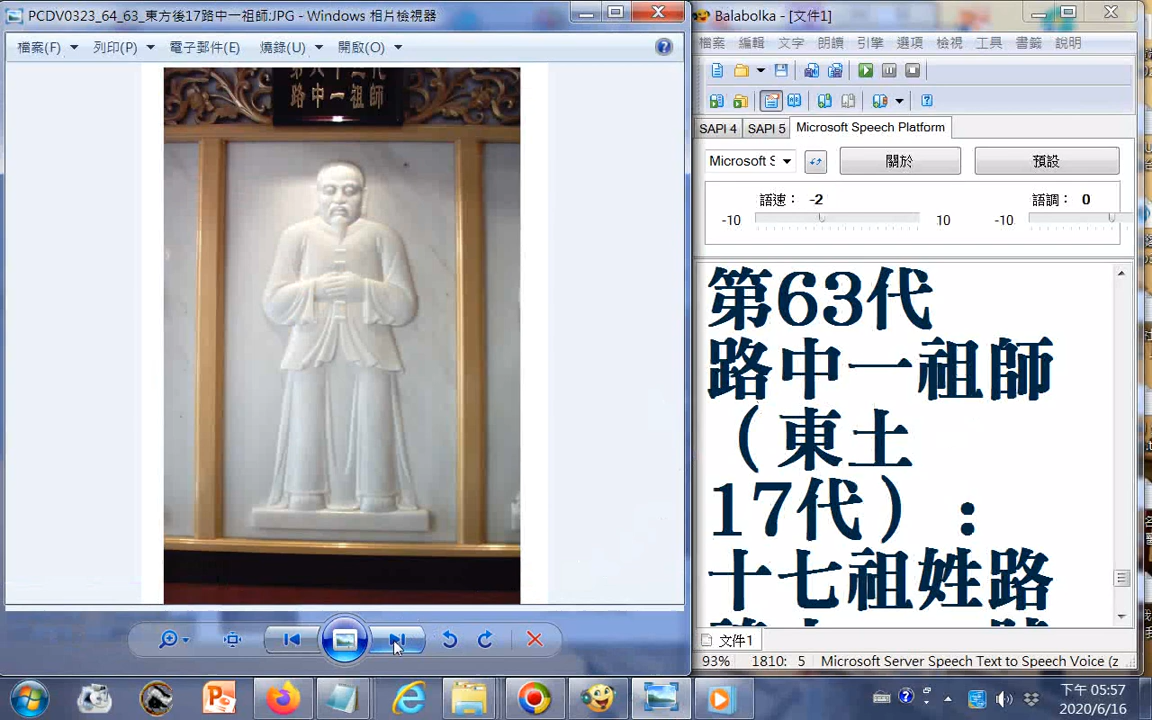 PCDV0323_64_63_東方後17路中一祖師.JPG - Windows 相片檢視器
檔案(F) 列印(P) 電子郵件(E) 燒錄(U) 開啟(O)
路中一祖師
Balabolka - [文件1]
檔案 編輯 文字 朗讀 引擎 選項 檢視 工具 書籤 說明
SAPI 4 SAPI 5 Microsoft Speech Platform
Microsoft S 關於 預設
語速： -2 語調： 0
-10 10 -10
第63代
路中一祖師
（東土
17代）：
十七祖姓路
文件1
93% 1810: 5 Microsoft Server Speech Text to Speech Voice (z
下午 05:57
2020/6/16